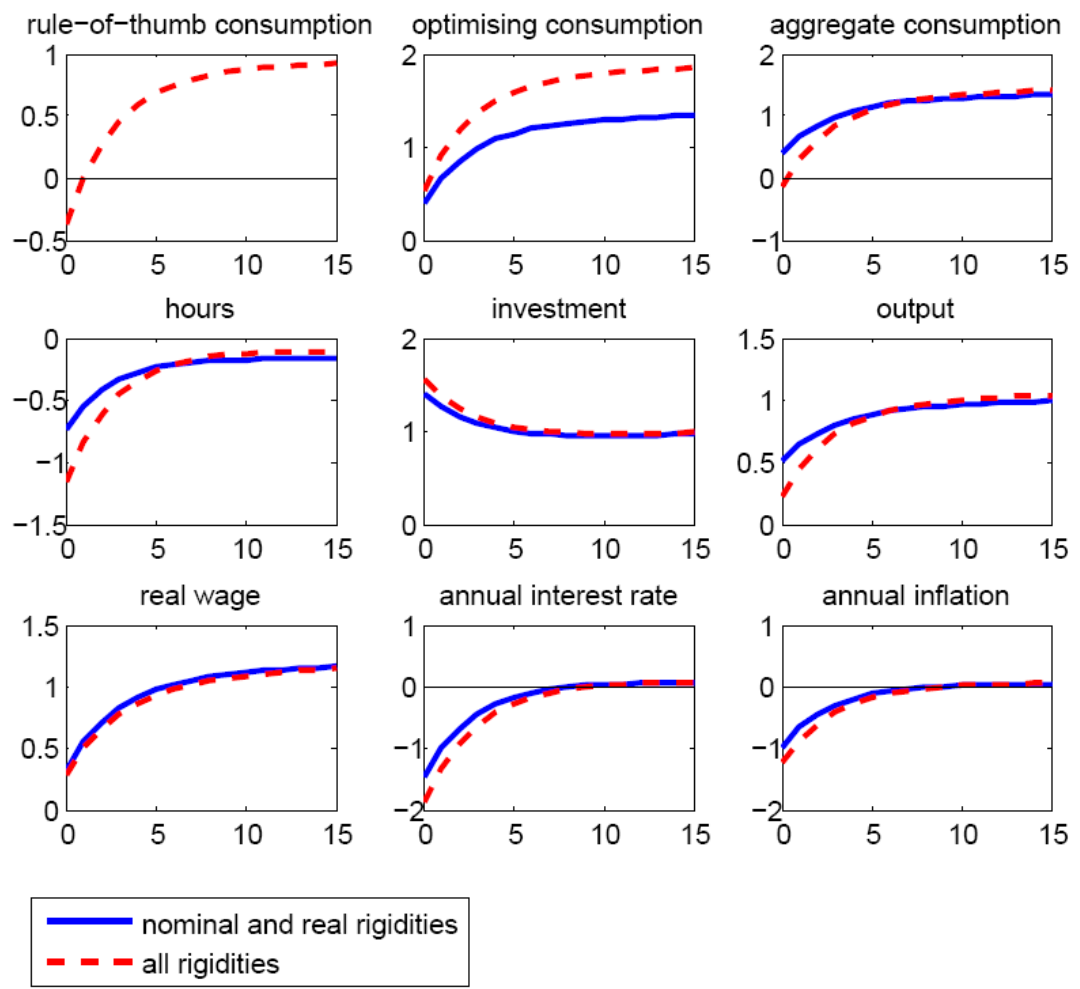 rule-of-thumb consumption
optimising consumption
aggregate consumption
1
0.5
0
-0.5
0 5 10 15
2
1
0
0 5 10 15
2
1
0
-1
0 5 10 15
hours
investment
output
0
-0.5
-1
-1.5
0 5 10 15
2
1
0
0 5 10 15
1.5
1
0.5
0
0 5 10 15
real wage
annual interest rate
annual inflation
1.5
1
0.5
0
0 5 10 15
1
0
-1
-2
0 5 10 15
1
0
-1
-2
0 5 10 15
nominal and real rigidities
all rigidities